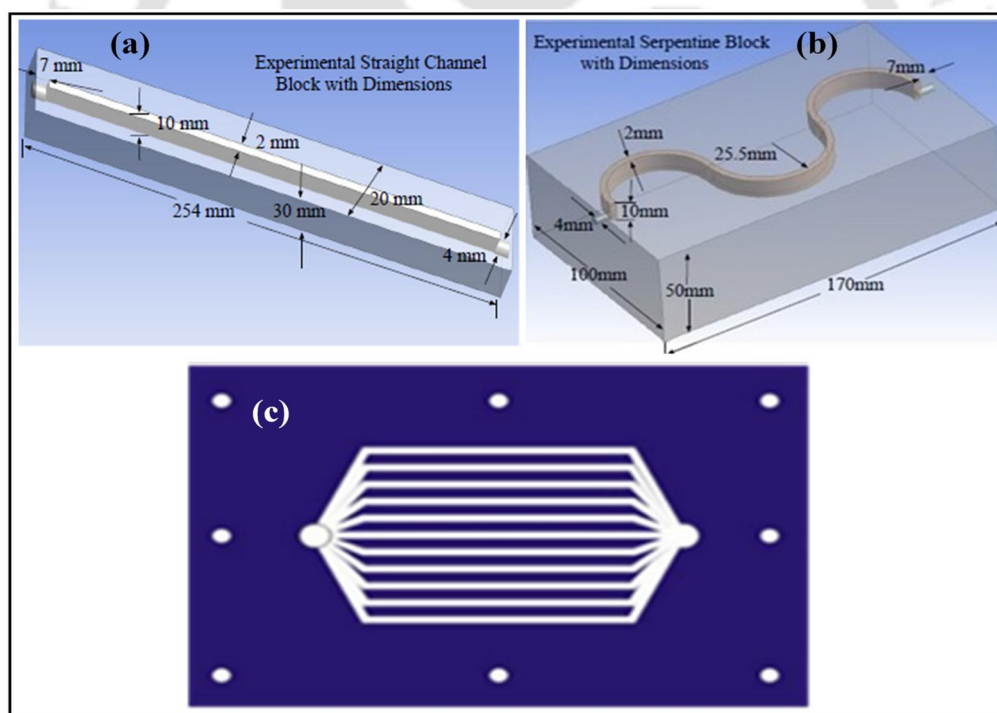 (a)
Experimental Straight Channel
Block with Dimensions
7 mm
10 mm
2 mm
20 mm
254 mm
30 mm
4 mm
Experimental Serpentine Block
with Dimensions
(b)
7mm
2mm
25.5mm
10mm
4mm
100mm
50mm
170mm
(c)